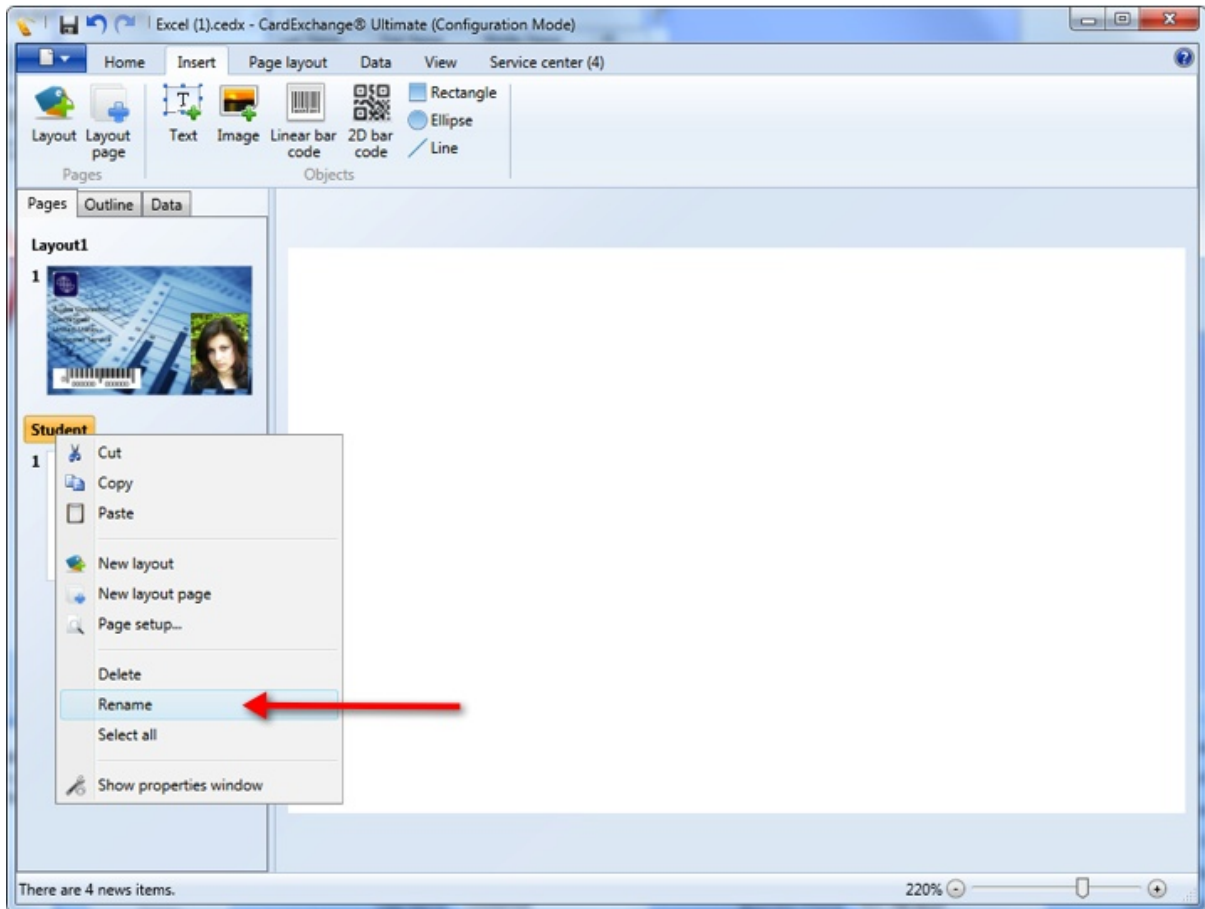 Excel (1).cedx - CardExchange® Ultimate (Configuration Mode)
Home Insert Page layout Data View Service center (4)
Layout Layout page Text Image Linear bar code 2D bar code Rectangle
Ellipse
Line
Pages Objects
Pages Outline Data
Layout1
1
Student
1
Cut
Copy
Paste
New layout
New layout page
Page setup...
Delete
Rename
Select all
Show properties window
There are 4 news items. 220%